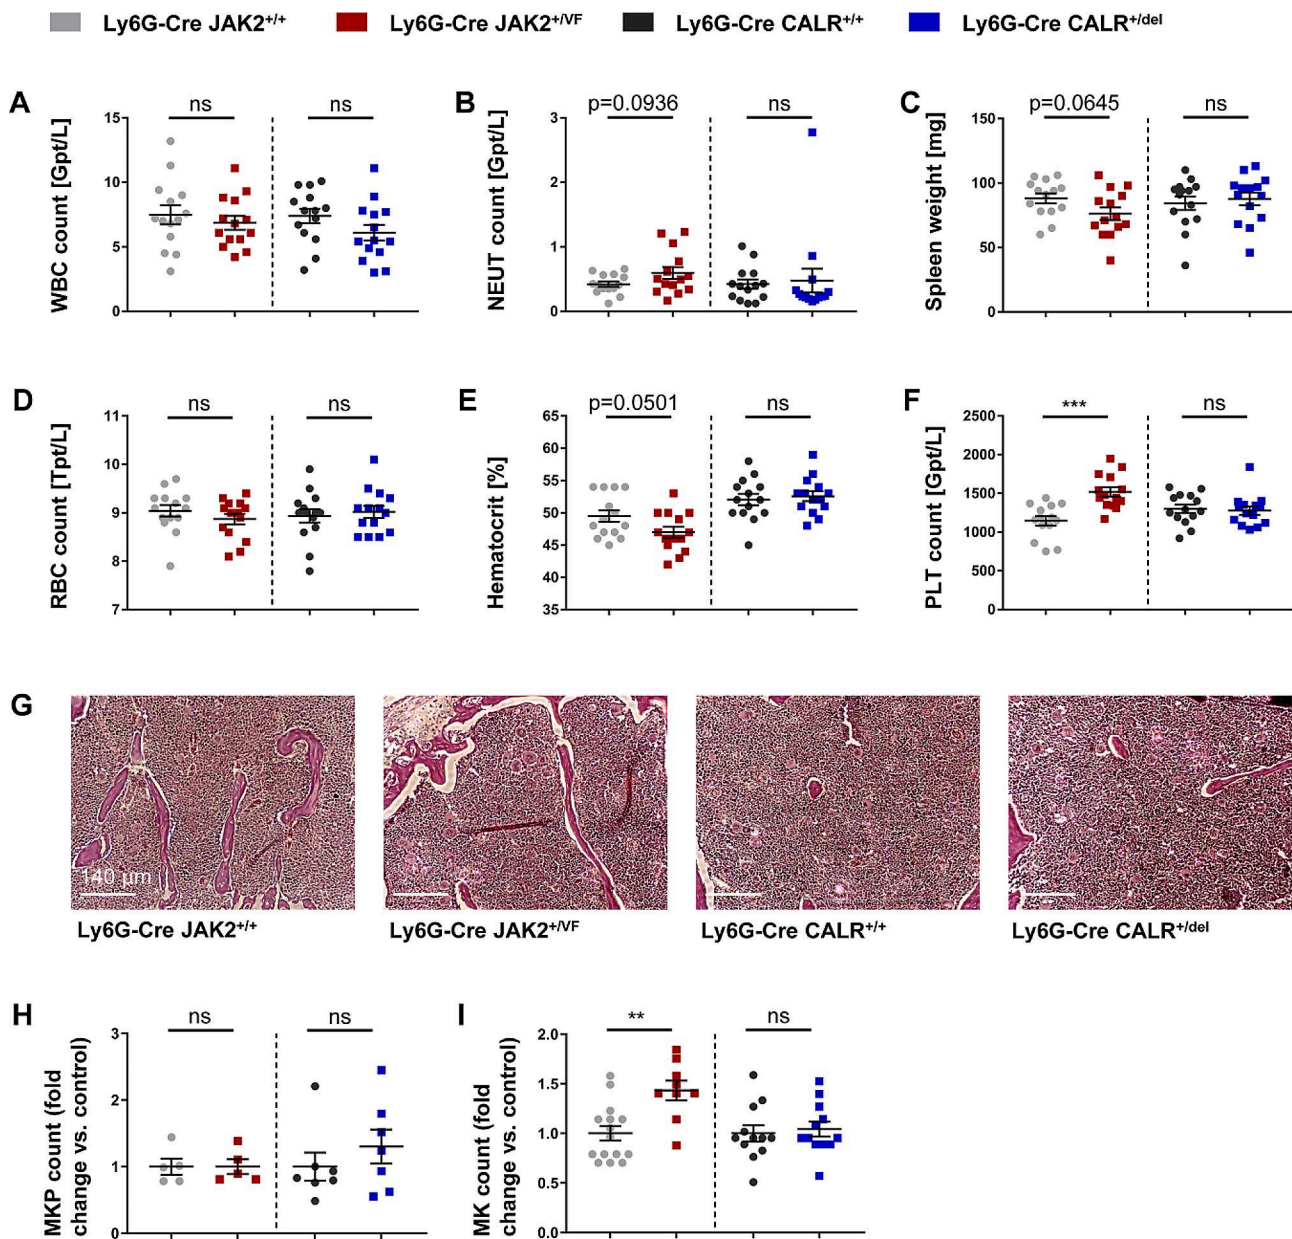 Ly6G-Cre JAK2+/+ Ly6G-Cre JAK2+/VF Ly6G-Cre CALR+/+ Ly6G-Cre CALR+/del
A
WBC count [Gpt/L]
ns ns
15
10
5
0
B
NEUT count [Gpt/L]
p=0.0936 ns
3
2
1
0
C
Spleen weight [mg]
p=0.0645 ns
150
100
50
0
D
RBC count [Tpt/L]
ns ns
11
10
9
8
7
E
Hematocrit [%]
p=0.0501 ns
65
60
55
50
45
40
35
F
PLT count [Gpt/L]
*** ns
2500
2000
1500
1000
500
0
G
140 µm
Ly6G-Cre JAK2+/+ Ly6G-Cre JAK2+/VF Ly6G-Cre CALR+/+ Ly6G-Cre CALR+/del
H
MKP count (fold
change vs. control)
ns ns
3
2
1
0
I
MK count (fold
change vs. control)
** ns
2.0
1.5
1.0
0.5
0.0